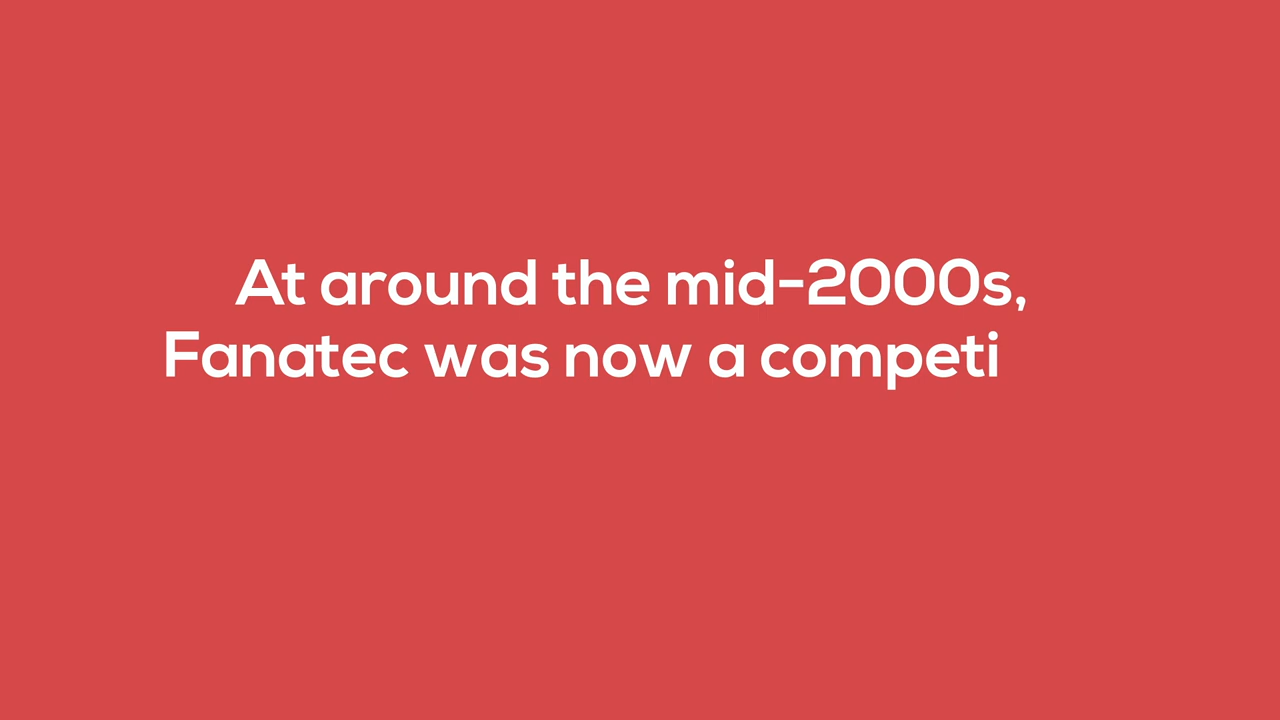 At around the mid-2000s,
Fanatec was now a competi